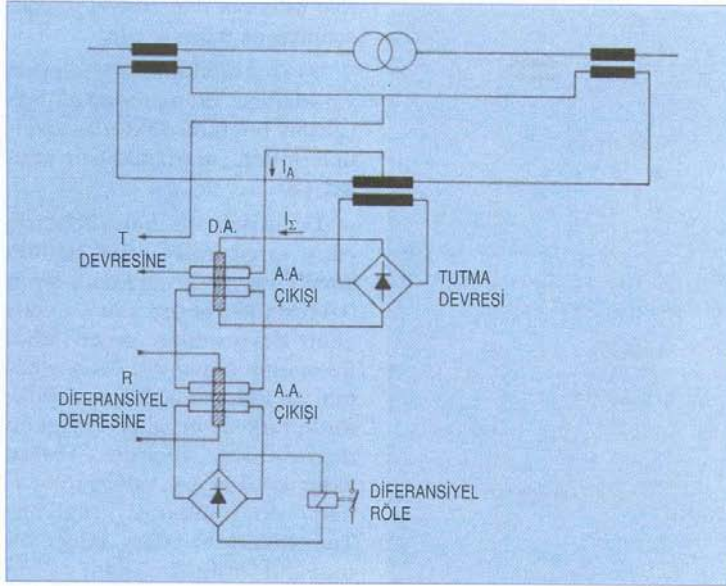 I_A
I_Σ
D.A.
T
DEVRESİNE
A.A.
ÇIKIŞI
TUTMA
DEVRESİ
R
DİFERANSİYEL
DEVRESİNE
A.A.
ÇIKIŞI
DİFERANSİYEL
RÖLE